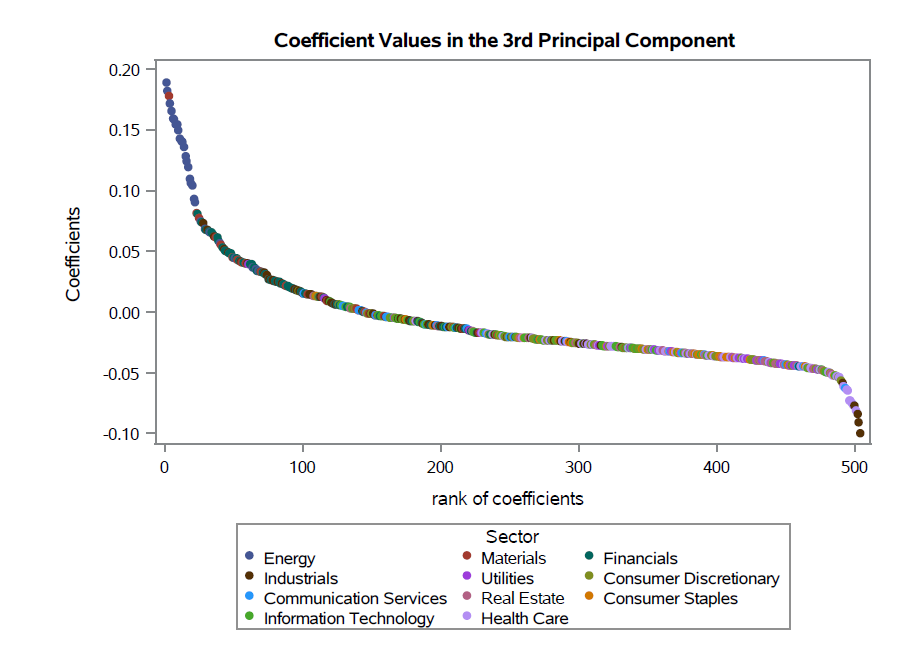 Coefficient Values in the 3rd Principal Component
0.20
0.15
0.10
0.05
0.00
-0.05
-0.10
Coefficients
0 100 200 300 400 500
rank of coefficients
Sector
Energy Materials Financials
Industrials Utilities Consumer Discretionary
Communication Services Real Estate Consumer Staples
Information Technology Health Care